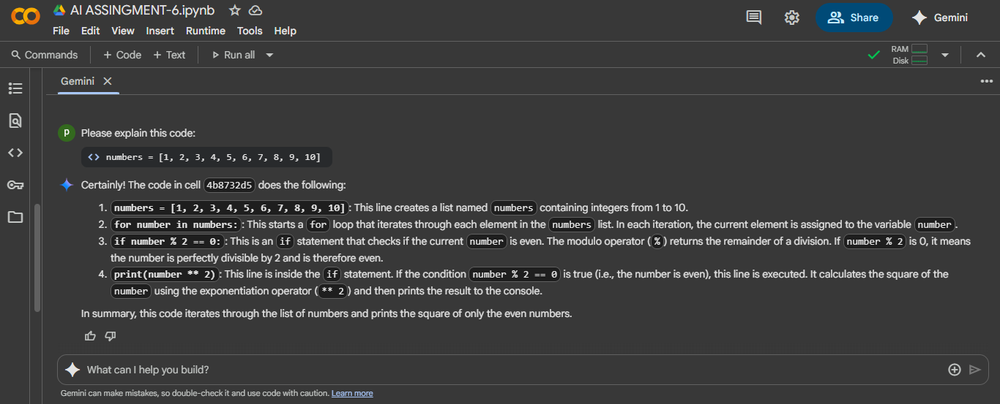 AI ASSINGMENT-6.ipynb
File Edit View Insert Runtime Tools Help
Share
Gemini
Commands + Code + Text Run all
RAM
Disk
Gemini
P
Please explain this code:
<> numbers = [1, 2, 3, 4, 5, 6, 7, 8, 9, 10]
Certainly! The code in cell 4b8732d5 does the following:
1. numbers = [1, 2, 3, 4, 5, 6, 7, 8, 9, 10]: This line creates a list named numbers containing integers from 1 to 10.
2. for number in numbers:: This starts a for loop that iterates through each element in the numbers list. In each iteration, the current element is assigned to the variable number.
3. if number % 2 == 0:: This is an if statement that checks if the current number is even. The modulo operator (%) returns the remainder of a division. If number % 2 is 0, it means
the number is perfectly divisible by 2 and is therefore even.
4. print(number ** 2): This line is inside the if statement. If the condition number % 2 == 0 is true (i.e., the number is even), this line is executed. It calculates the square of the
number using the exponentiation operator (** 2) and then prints the result to the console.
In summary, this code iterates through the list of numbers and prints the square of only the even numbers.
What can I help you build?
Gemini can make mistakes, so double-check it and use code with caution. Learn more